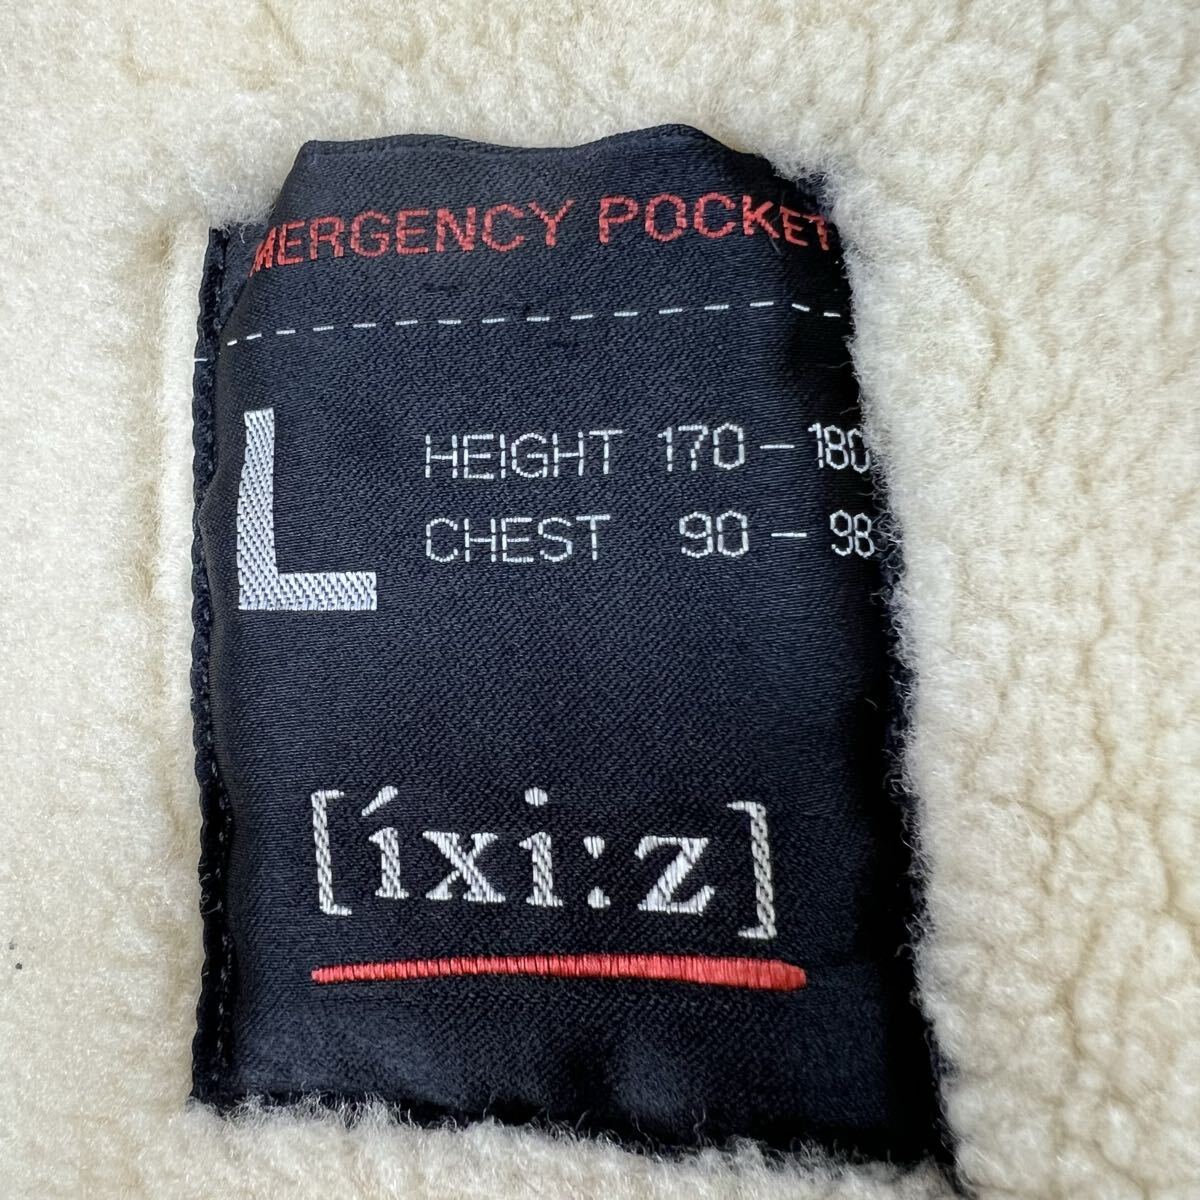 MERGENCY POCKET
L
HEIGHT 170 - 180
CHEST 90 - 98
[íxi:z]